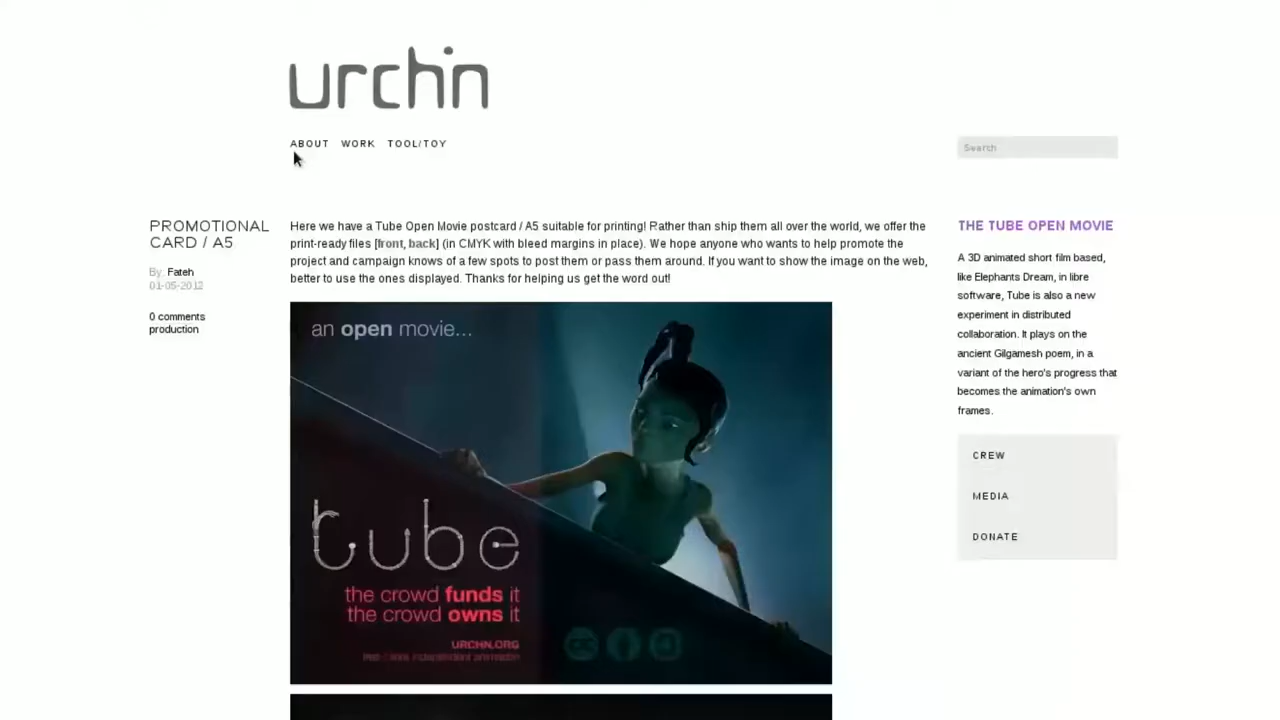 urchn
ABOUT WORK TOOL/TOY
Search
PROMOTIONAL
CARD / A5
By: Fateh
01-05-2012
0 comments
production
Here we have a Tube Open Movie postcard / A5 suitable for printing! Rather than ship them all over the world, we offer the
print-ready files [front, back] (in CMYK with bleed margins in place). We hope anyone who wants to help promote the
project and campaign knows of a few spots to post them or pass them around. If you want to show the image on the web,
better to use the ones displayed. Thanks for helping us get the word out!
an open movie...
tube
the crowd funds it
the crowd owns it
URCHN.ORG
THE TUBE OPEN MOVIE
A 3D animated short film based,
like Elephants Dream, in libre
software, Tube is also a new
experiment in distributed
collaboration. It plays on the
ancient Gilgamesh poem, in a
variant of the hero's progress that
becomes the animation's own
frames.
CREW
MEDIA
DONATE